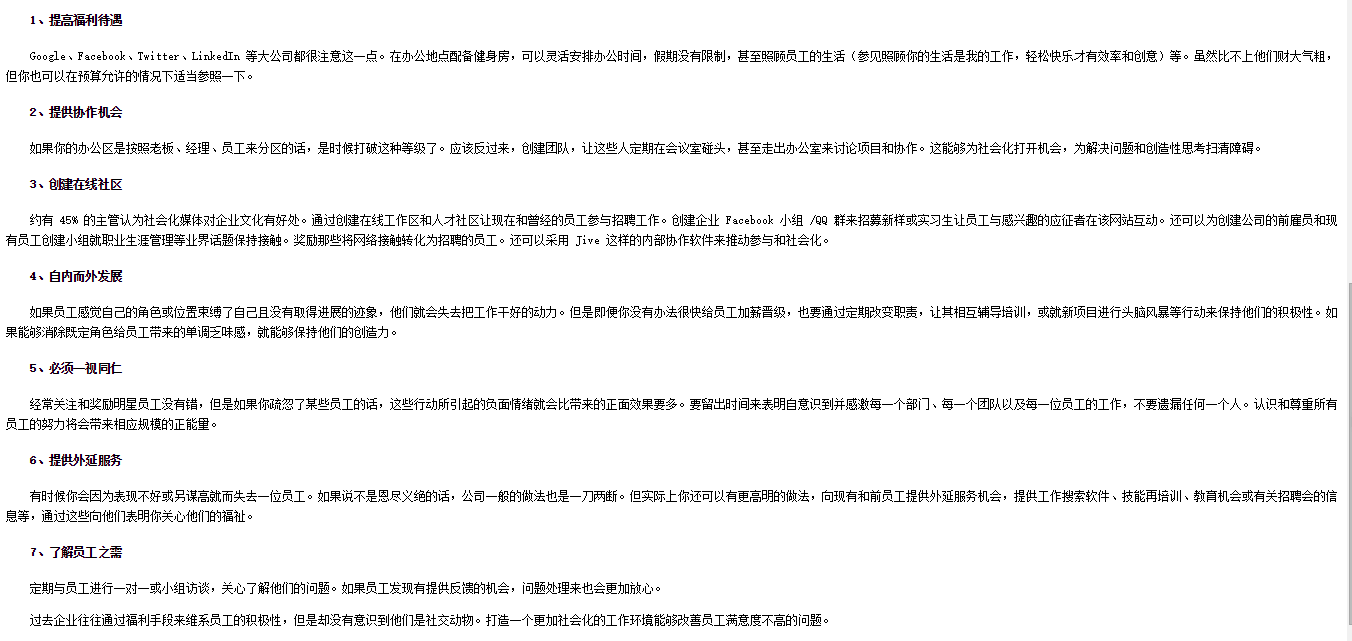 1、提高福利待遇
Google、Facebook、Twitter、LinkedIn 等大公司都很注意这一点。在办公地点配备健身房，可以灵活安排办公时间，假期没有限制，甚至照顾员工的生活（参见照顾你的生活是我的工作，轻松快乐才有效率和创意）等。虽然比不上他们财大气粗，
但你也可以在预算允许的情况下适当参照一下。
2、提供协作机会
如果你的办公区是按照老板、经理、员工来分区的话，是时候打破这种等级了。应该反过来，创建团队，让这些人定期在会议室碰头，甚至走出办公室来讨论项目和协作。这能够为社会化打开机会，为解决问题和创造性思考扫清障碍。
3、创建在线社区
约有 45% 的主管认为社会化媒体对企业文化有好处。通过创建在线工作区和人才社区让现在和曾经的员工参与招聘工作。创建企业 Facebook 小组 /QQ 群来招募新样或实习生让员工与感兴趣的应征者在该网站互动。还可以为创建公司的前雇员和现
有员工创建小组就职业生涯管理等业界话题保持接触。奖励那些将网络接触转化为招聘的员工。还可以采用 Jive 这样的内部协作软件来推动参与和社会化。
4、自内而外发展
如果员工感觉自己的角色或位置束缚了自己且没有取得进展的迹象，他们就会失去把工作干好的动力。但是即便你没有办法很快给员工加薪晋级，也要通过定期改变职责，让其相互辅导培训，或就新项目进行头脑风暴等行动来保持他们的积极性。如
果能够消除既定角色给员工带来的单调乏味感，就能够保持他们的创造力。
5、必须一视同仁
经常关注和奖励明星员工没有错，但是如果你疏忽了某些员工的话，这些行动所引起的负面情绪就会比带来的正面效果要多。要留出时间来表明自意识到并感激每一个部门、每一个团队以及每一位员工的工作，不要遗漏任何一个人。认识和尊重所有
员工的努力将会带来相应规模的正能量。
6、提供外延服务
有时候你会因为表现不好或另谋高就而失去一位员工。如果说不是恩尽义绝的话，公司一般的做法也是一刀两断。但实际上你还可以有更高明的做法，向现有和前员工提供外延服务机会，提供工作搜索软件、技能再培训、教育机会或有关招聘会的信
息等，通过这些向他们表明你关心他们的福祉。
7、了解员工之需
定期与员工进行一对一或小组访谈，关心了解他们的问题。如果员工发现有提供反馈的机会，问题处理来也会更加放心。
过去企业往往通过福利手段来维系员工的积极性，但是却没有意识到他们是社交动物。打造一个更加社会化的工作环境能够改善员工满意度不高的问题。